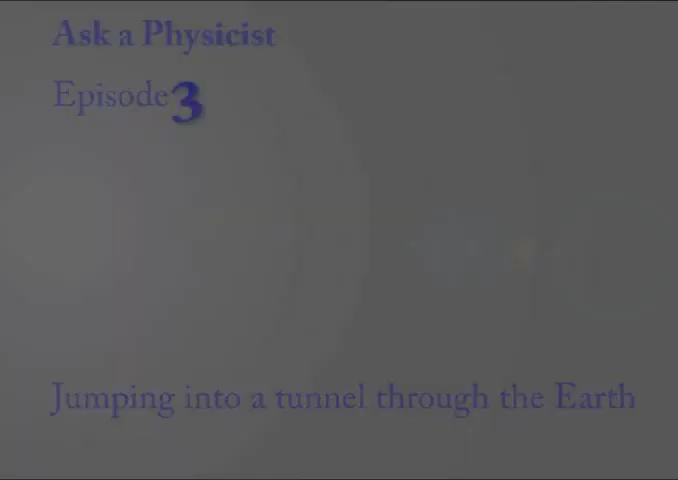 Ask a Physicist
Episode 3
Jumping into a tunnel through the Earth